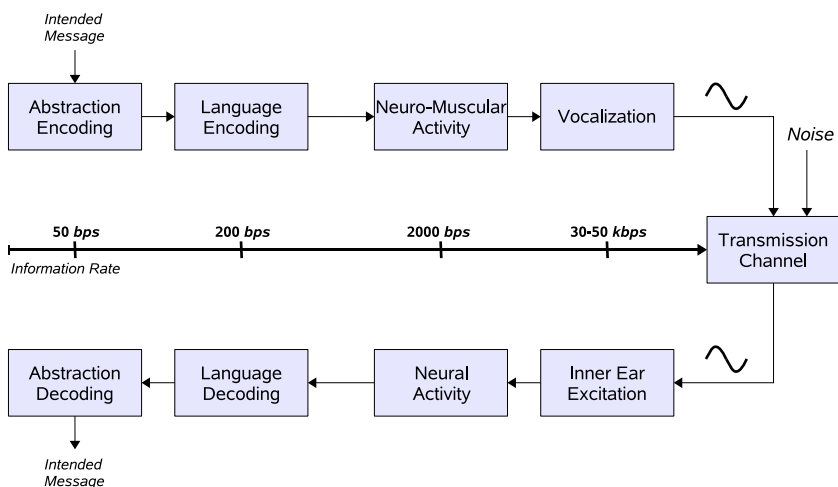 Intended
Message
Abstraction
Encoding
Language
Encoding
Neuro-Muscular
Activity
Vocalization
Noise
50 bps
200 bps
2000 bps
30-50 kbps
Information Rate
Transmission
Channel
Abstraction
Decoding
Language
Decoding
Neural
Activity
Inner Ear
Excitation
Intended
Message